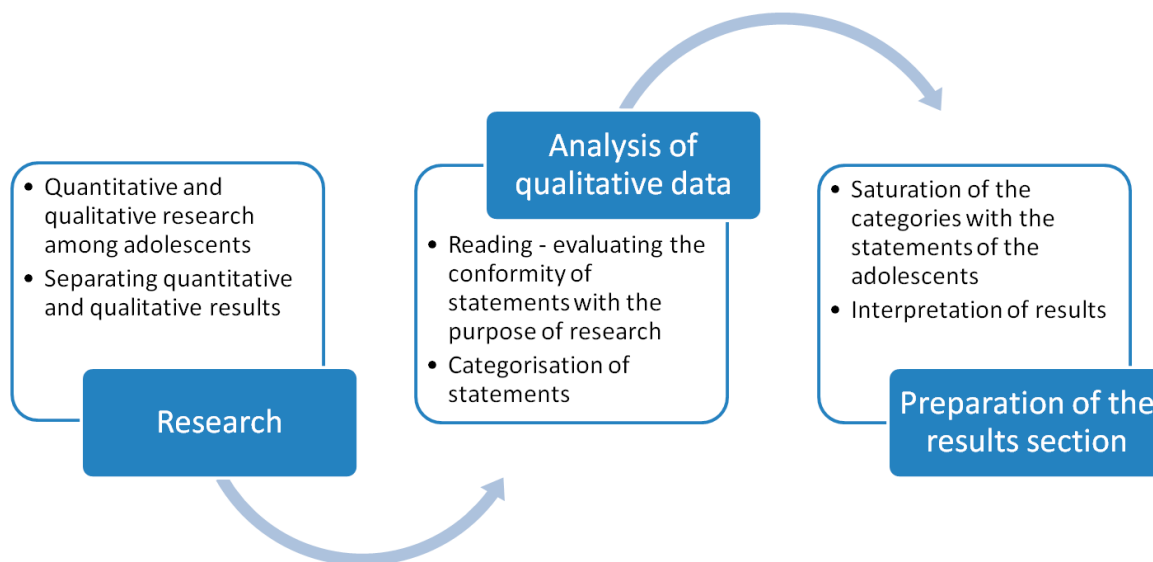 • Quantitative and
qualitative research
among adolescents
• Separating quantitative
and qualitative results
Research
Analysis of
qualitative data
• Reading - evaluating the
conformity of
statements with the
purpose of research
• Categorisation of
statements
• Saturation of the
categories with the
statements of the
adolescents
• Interpretation of results
Preparation of the
results section